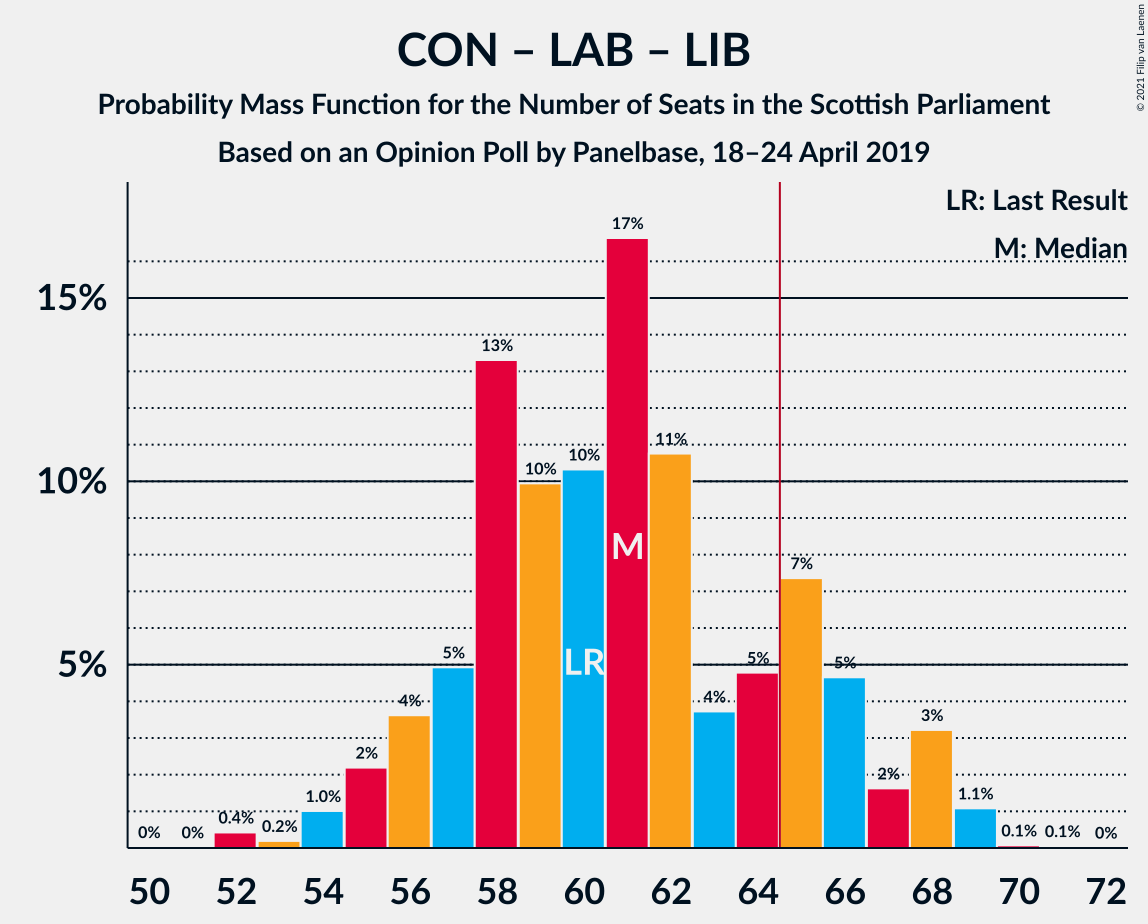 CON – LAB – LIB
Probability Mass Function for the Number of Seats in the Scottish Parliament
Based on an Opinion Poll by Panelbase, 18–24 April 2019
© 2021 Filip van Laenen
LR: Last Result
M: Median
15%
10%
5%
0%
0%
0.4%
0.2%
1.0%
2%
4%
5%
13%
10%
10%
17%
11%
4%
5%
7%
5%
2%
3%
1.1%
0.1%
0.1%
0%
LR
M
50 52 54 56 58 60 62 64 66 68 70 72